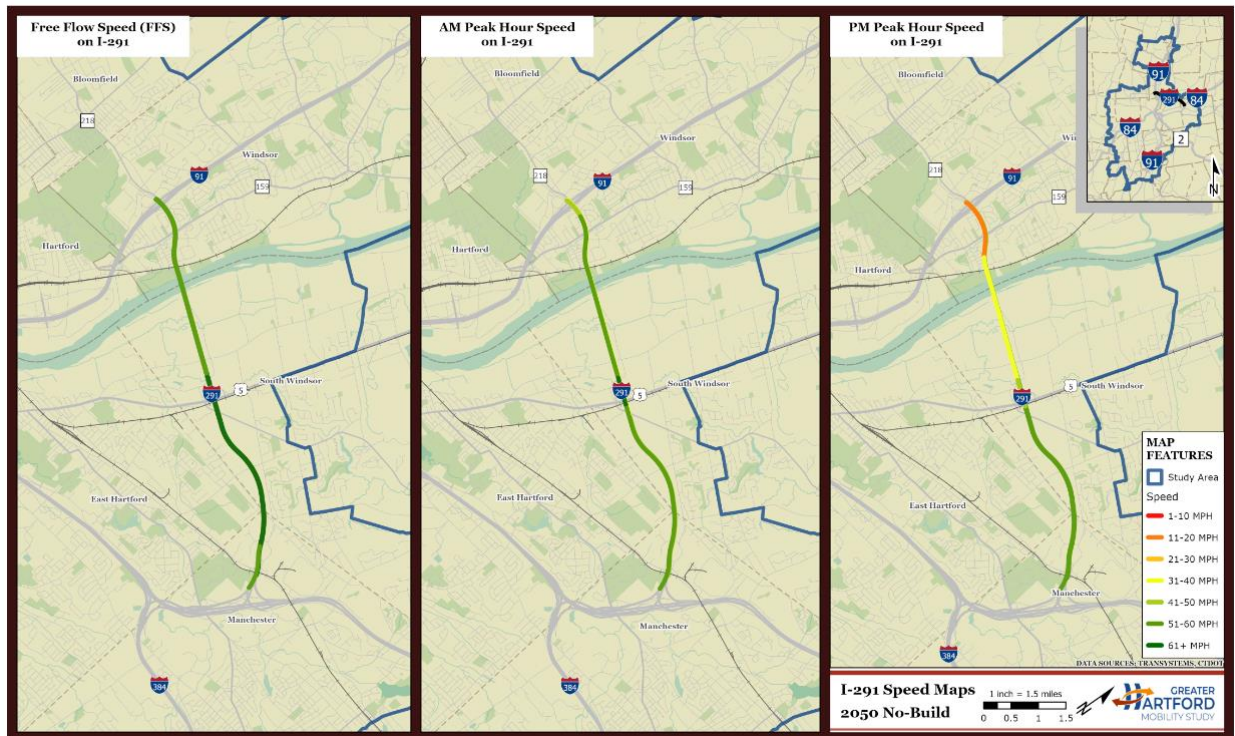 Free Flow Speed (FFS)
on I-291
Bloomfield
218
Windsor
91
159
Hartford
South Windsor
5
291
East Hartford
Manchester
384
AM Peak Hour Speed
on I-291
Bloomfield
218
Windsor
91
159
Hartford
South Windsor
291
5
East Hartford
Manchester
384
PM Peak Hour Speed
on I-291
Bloomfield
218
91
159
Hartford
5
South Windsor
291
East Hartford
Manchester
384
91
291
84
84
2
91
N
MAP
FEATURES
Study Area
Speed
1-10 MPH
11-20 MPH
21-30 MPH
31-40 MPH
41-50 MPH
51-60 MPH
61+ MPH
DATA SOURCES: TRANSYSTEMS, CTDOT
I-291 Speed Maps
2050 No-Build
1 inch = 1.5 miles
0 0.5 1 1.5
N
GREATER
HARTFORD
MOBILITY STUDY